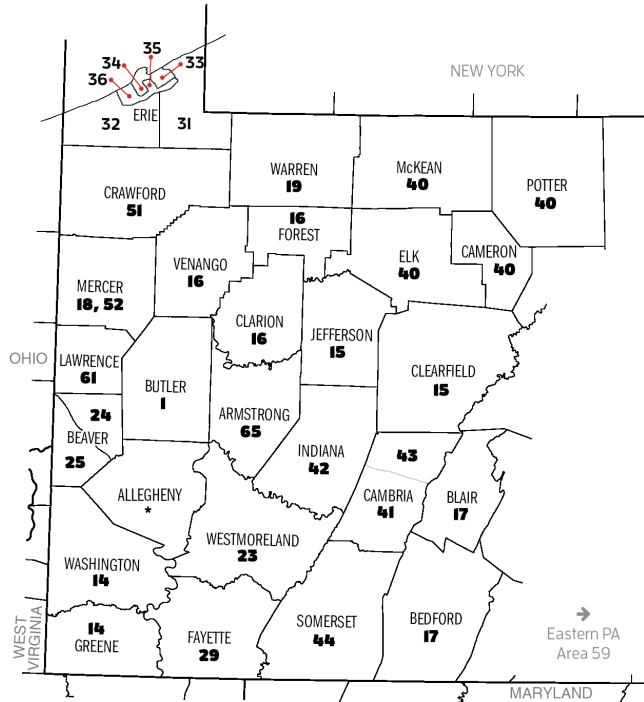 35
34
33
36
ERIE
32
31
NEW YORK
WARREN
19
McKEAN
40
POTTER
40
CRAWFORD
51
16
FOREST
VENANGO
16
ELK
40
CAMERON
40
MERCER
18, 52
CLARION
16
JEFFERSON
15
OHIO
LAWRENCE
61
CLEARFIELD
15
BUTLER
1
ARMSTRONG
65
24
BEAVER
25
INDIANA
42
43
CAMBRIA
41
BLAIR
17
ALLEGHENY
*
WESTMORELAND
23
WASHINGTON
14
WEST
VIRGINIA
14
GREENE
FAYETTE
29
SOMERSET
44
BEDFORD
17
→
Eastern PA
Area 59
MARYLAND